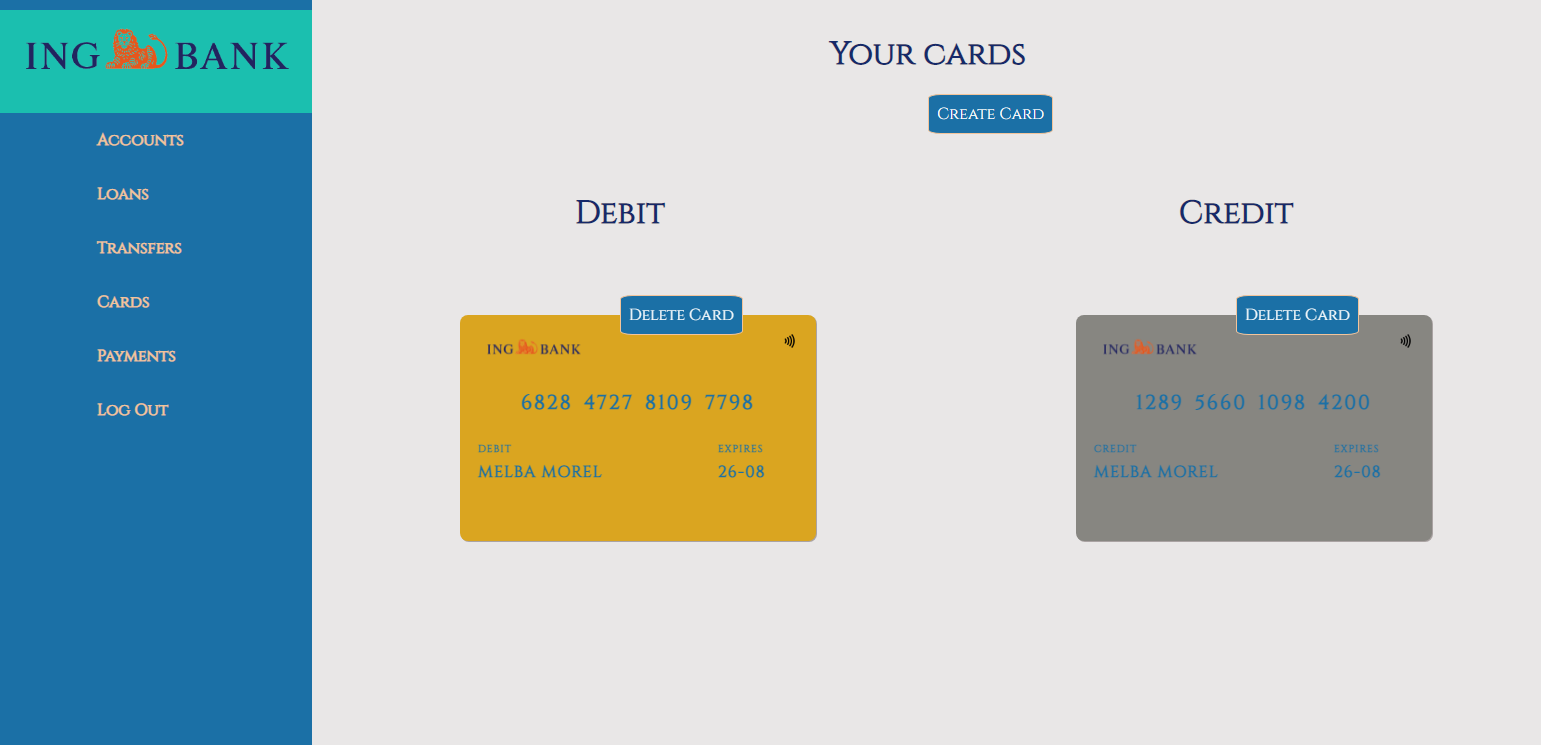 ING BANK
Accounts
Loans
Transfers
Cards
Payments
Log Out
Your cards
Create Card
Debit
Delete Card
ING BANK
6828 4727 8109 7798
DEBIT EXPIRES
MELBA MOREL 26-08
Credit
Delete Card
ING BANK
1289 5660 1098 4200
CREDIT EXPIRES
MELBA MOREL 26-08